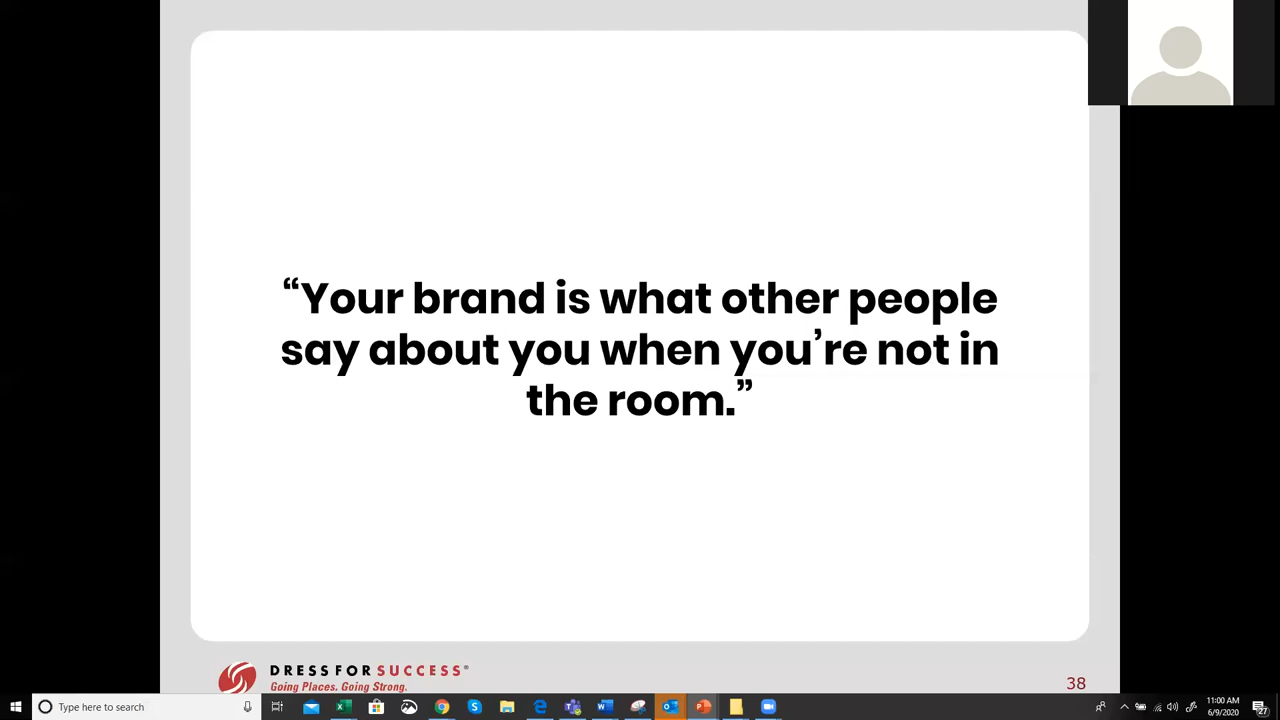 “Your brand is what other people
say about you when you’re not in
the room.”
DRESS FOR SUCCESS®
Going Places. Going Strong.
38
Type here to search
11:00 AM
6/9/2020
27